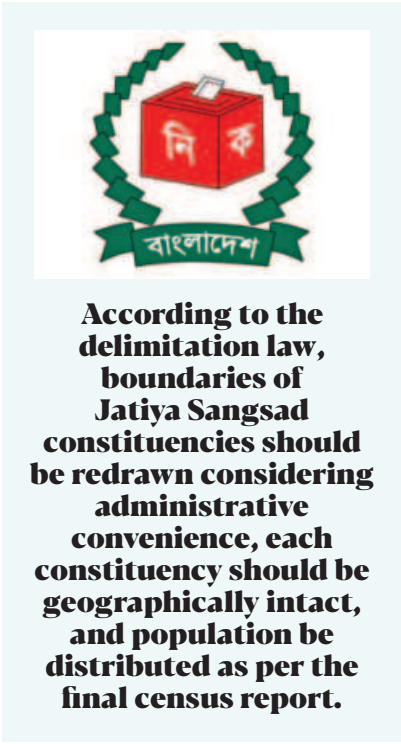 নি ক
বাংলাদেশ
According to the
delimitation law,
boundaries of
Jatiya Sangsad
constituencies should
be redrawn considering
administrative
convenience, each
constituency should be
geographically intact,
and population be
distributed as per the
final census report.